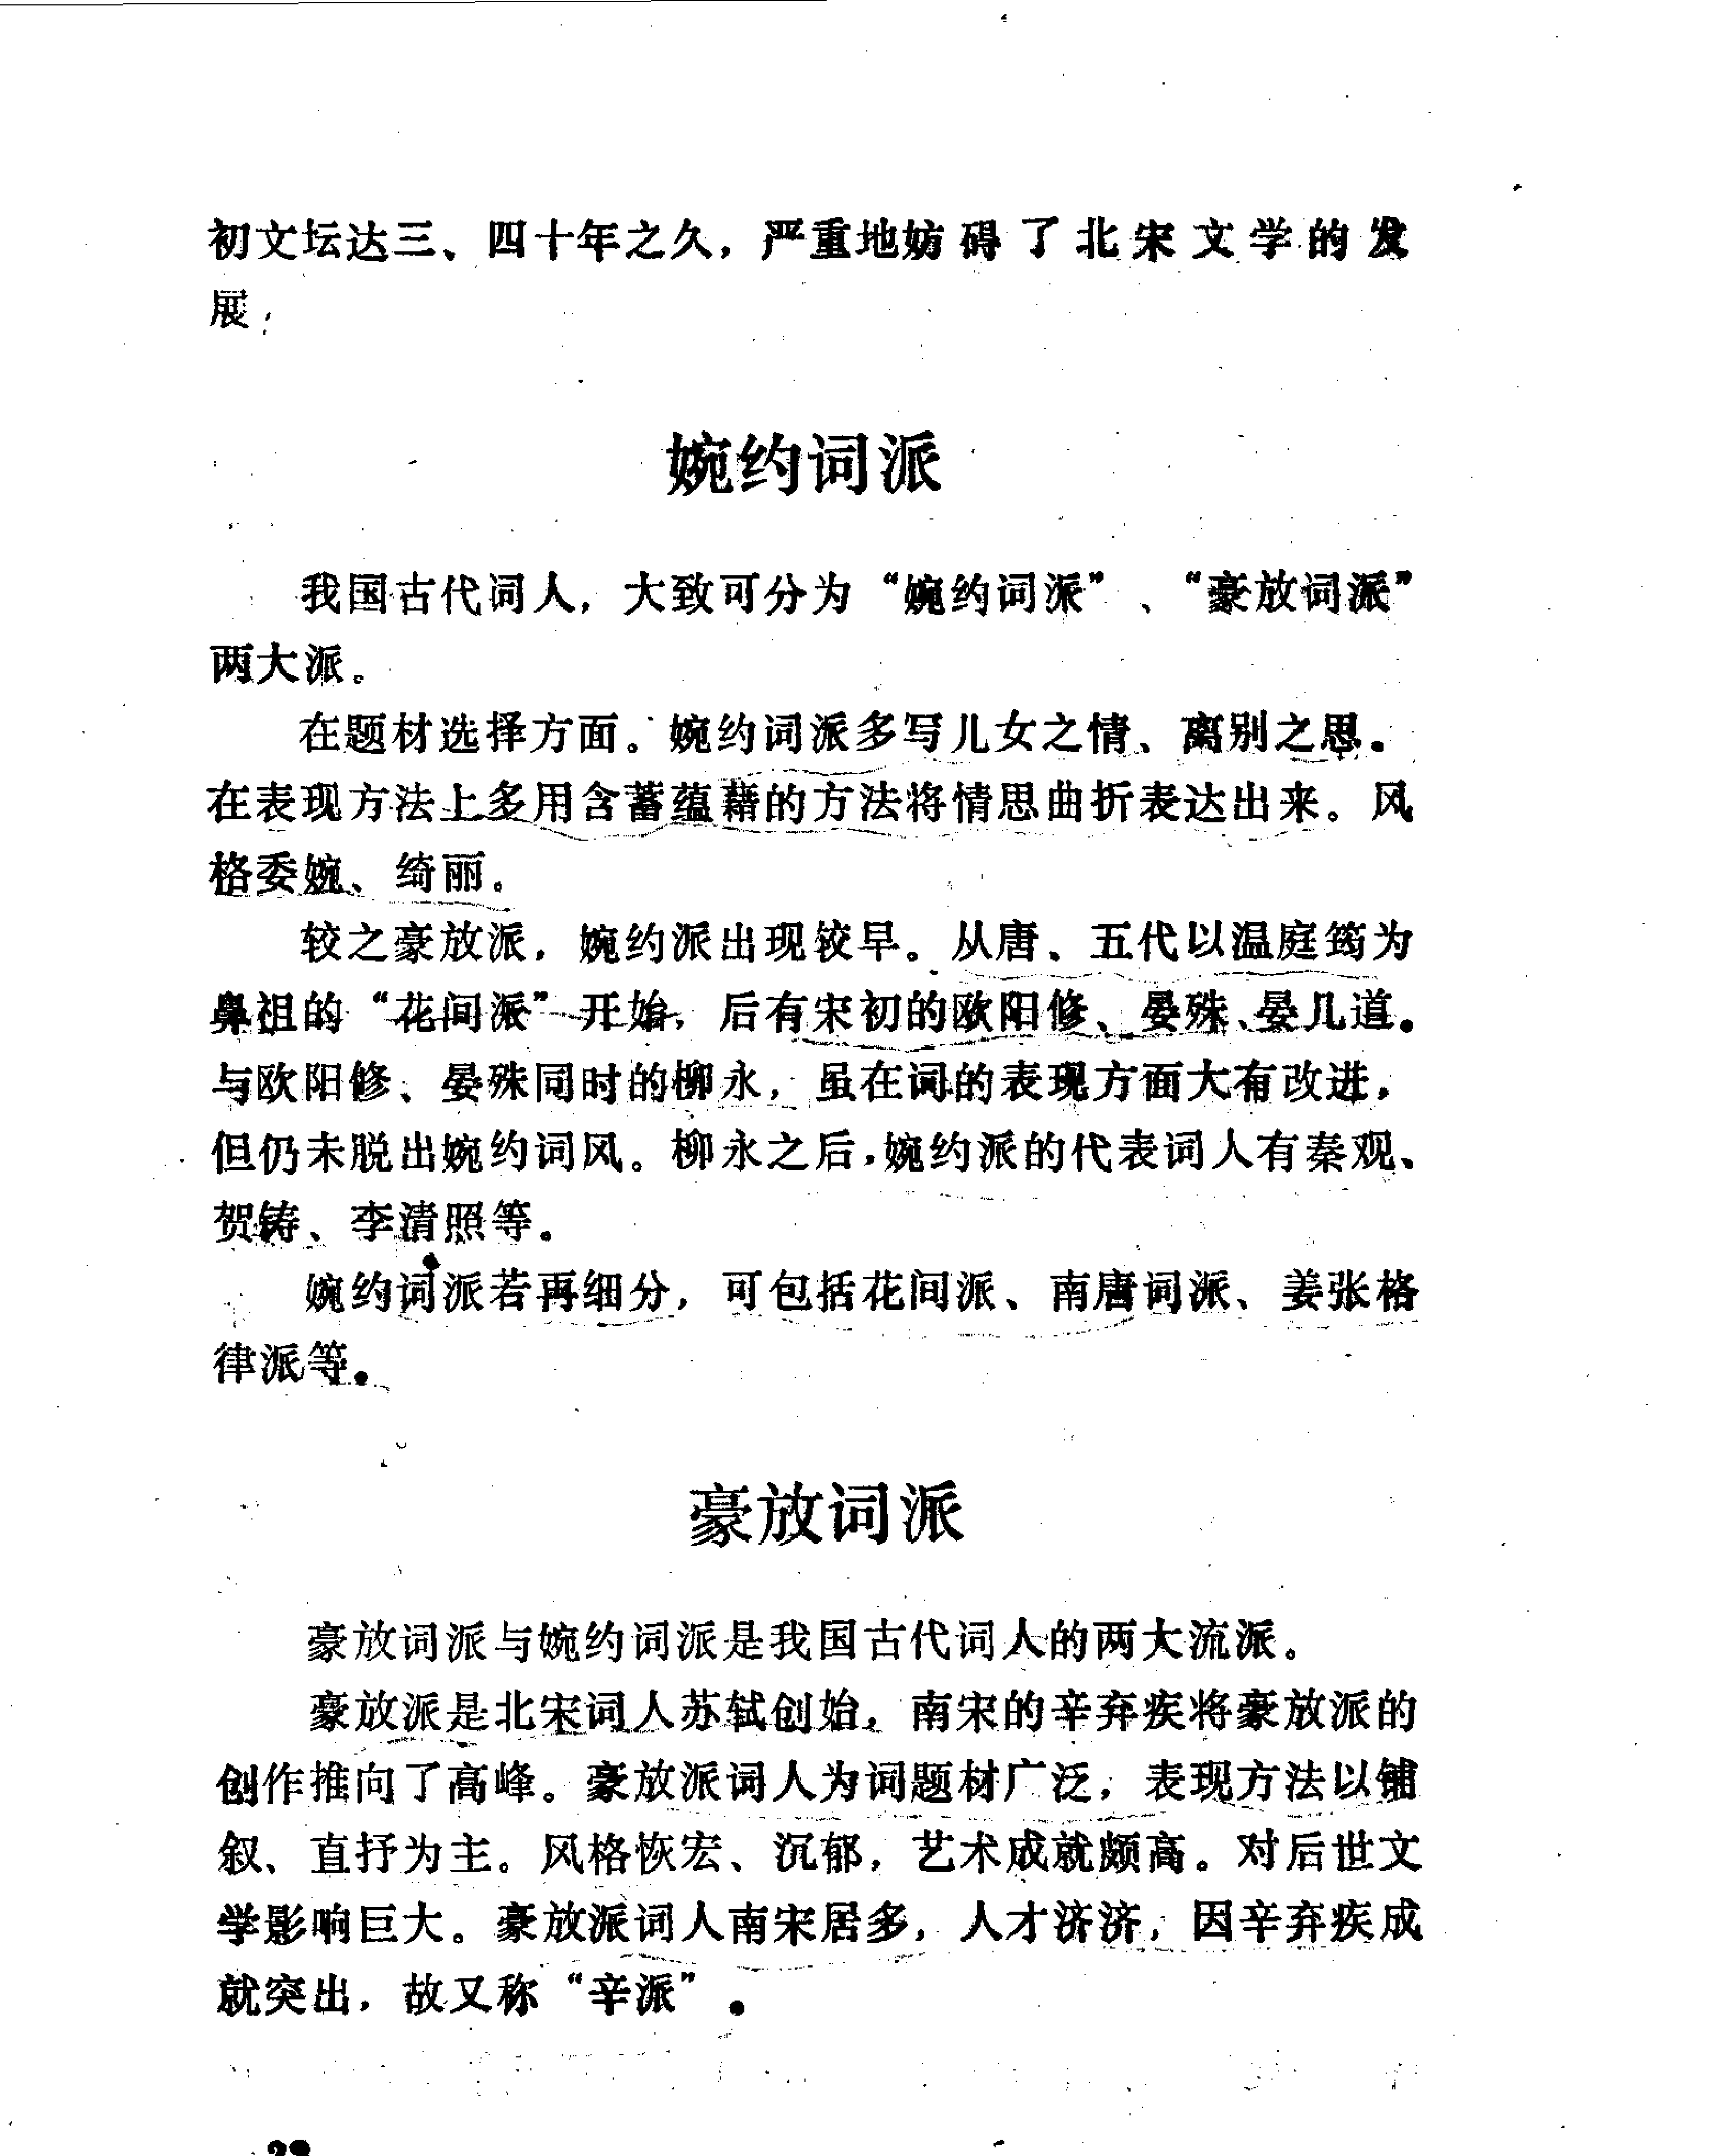 初文坛达三、四十年之久，严重地妨碍了北宋文学的发
展，
婉约词派
我国古代词人，大致可分为“婉约词派”、“豪放词派”
两大派。
在题材选择方面。婉约词派多写儿女之情、离别之思。
在表现方法上多用含蓄蕴藉的方法将情思曲折表达出来。风
格委婉、绮丽。
较之豪放派，婉约派出现较早。从唐、五代以温庭筠为
鼻祖的“花间派”开始，后有宋初的欧阳修、晏殊、晏几道。
与欧阳修、晏殊同时的柳永，虽在词的表现方面大有改进，
但仍未脱出婉约词风。柳永之后，婉约派的代表词人有秦观、
贺铸、李清照等。
婉约词派若再细分，可包括花间派、南唐词派、姜张格
律派等。
豪放词派
豪放词派与婉约词派是我国古代词人的两大流派。
豪放派是北宋词人苏轼创始，南宋的辛弃疾将豪放派的
创作推向了高峰。豪放派词人为词题材广泛，表现方法以铺
叙、直抒为主。风格恢宏、沉郁，艺术成就颇高。对后世文
学影响巨大。豪放派词人南宋居多，人才济济，因辛弃疾成
就突出，故又称“辛派”。